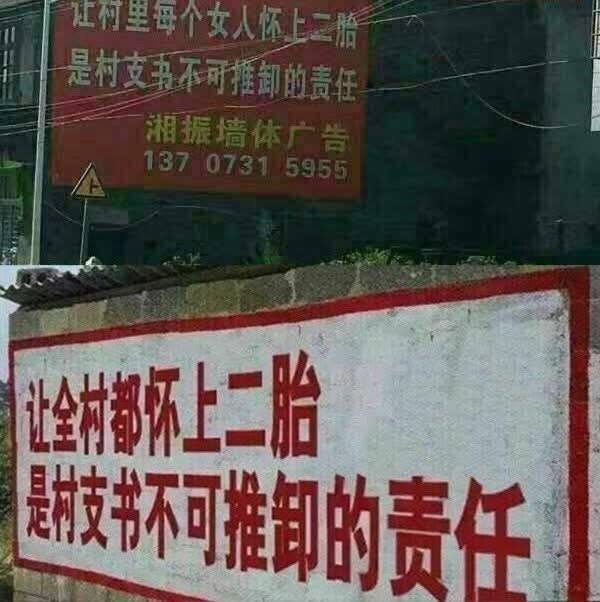 让村里每个女人怀上二胎
是村支书不可推卸的责任
湘振墙体广告
137 0731 5955
让全村都怀上二胎
是村支书不可推卸的责任